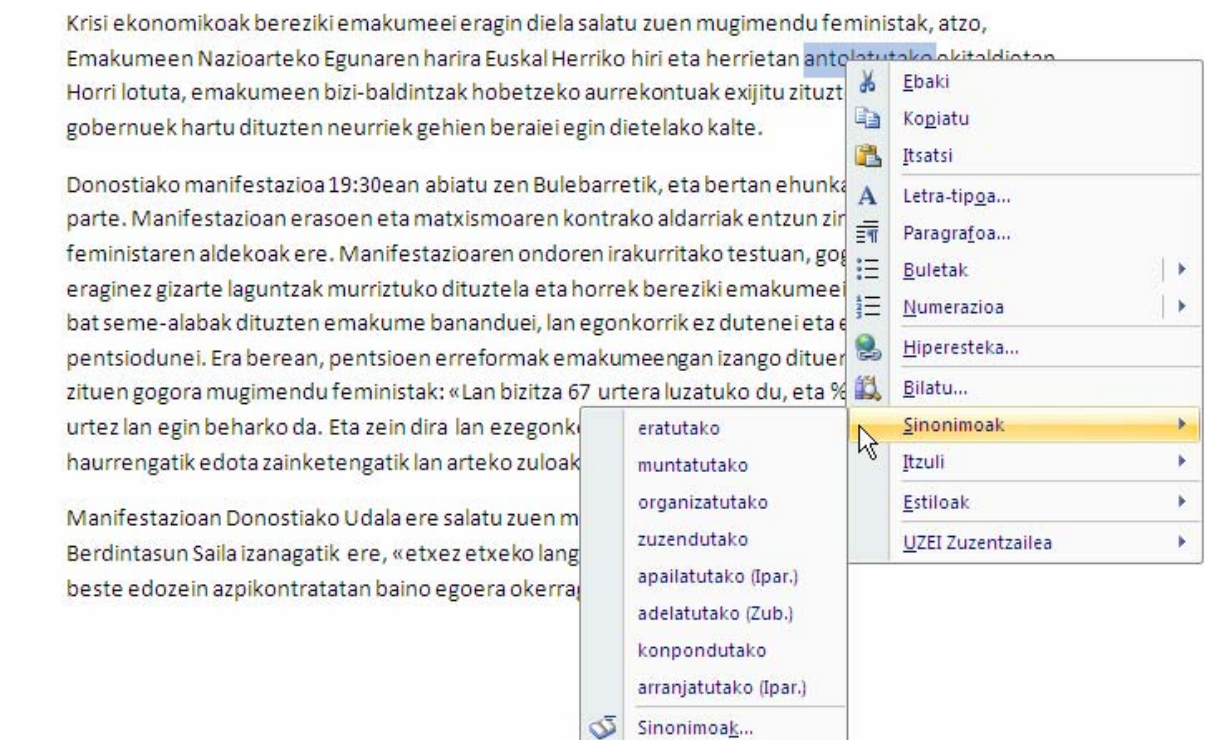 Krisi ekonomikoak bereziki emakumeei eragin diela salatu zuen mugimendu feministak, atzo,
Emakumeen Nazioarteko Egunaren harira Euskal Herriko hiri eta herrietan antolatutako ekitaldietan.
Horri lotuta, emakumeen bizi-baldintzak hobetzeko aurrekontuak exijitu zituzt
gobernuek hartu dituzten neurriek gehien beraiei egin dietelako kalte.
Donostiako manifestazioa 19:30ean abiatu zen Bulebarretik, eta bertan ehunka
parte. Manifestazioan erasoen eta matxismoaren kontrako aldarriak entzun zir
feministaren aldekoak ere. Manifestazioaren ondoren irakurritako testuan, gog
eraginez gizarte laguntzak murriztuko dituztela eta horrek bereziki emakumeei
bat seme-alabak dituzten emakume bananduei, lan egonkorrik ez dutenei eta e
pentsiodunei. Era berean, pentsioen erreformak emakumeengan izango dituen
zituen gogora mugimendu feministak: «Lan bizitza 67 urtera luzatuko du, eta %
urtez lan egin beharko da. Eta zein dira lan ezegonko
haurrengatik edota zainketengatik lan arteko zuloak
Manifestazioan Donostiako Udala ere salatu zuen m
Berdintasun Saila izanagatik ere, «etxez etxeko lang
beste edozein azpikontratatan baino egoera okerrag
Ebaki
Kopiatu
Itsatsi
Letra-tipoa...
Paragrafoa...
Buletak
Numerazioa
Hiperesteka...
Bilatu...
Sinonimoak
Itzuli
Estiloak
UZEI Zuzentzailea
eratutako
muntatutako
organizatutako
zuzendutako
apailatutako (Ipar.)
adelatutako (Zub.)
konpondutako
arranjatutako (Ipar.)
Sinonimoak...